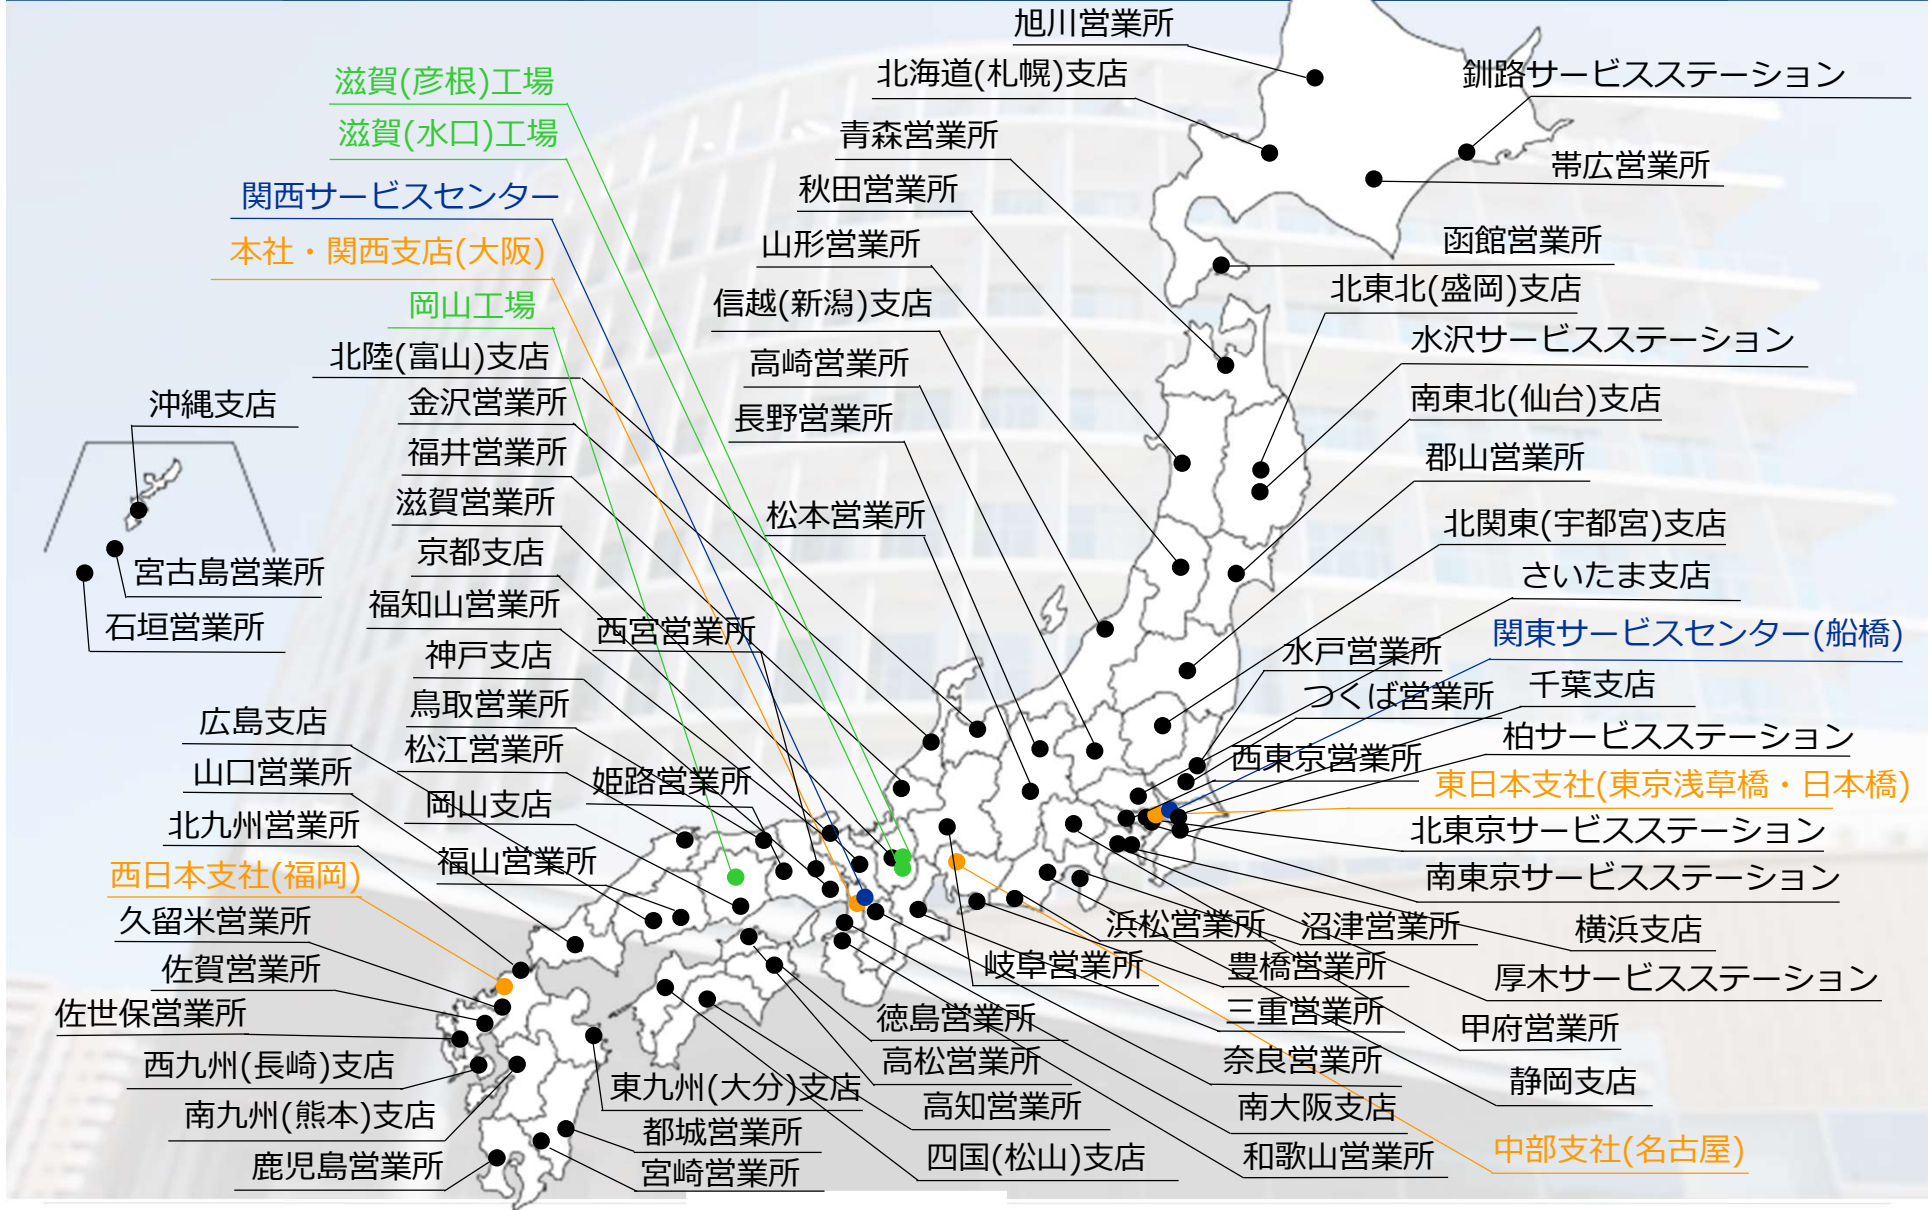 旭川営業所
北海道(札幌)支店
釧路サービスステーション
帯広営業所
青森営業所
秋田営業所
山形営業所
信越(新潟)支店
高崎営業所
長野営業所
松本営業所
函館営業所
北東北(盛岡)支店
水沢サービスステーション
南東北(仙台)支店
郡山営業所
北関東(宇都宮)支店
さいたま支店
関東サービスセンター(船橋)
水戸営業所
つくば営業所
千葉支店
柏サービスステーション
西東京営業所
東日本支社(東京浅草橋・日本橋)
北東京サービスステーション
南東京サービスステーション
横浜支店
厚木サービスステーション
沼津営業所
浜松営業所
甲府営業所
豊橋営業所
岐阜営業所
三重営業所
静岡支店
奈良営業所
南大阪支店
中部支社(名古屋)
和歌山営業所
滋賀(彦根)工場
滋賀(水口)工場
関西サービスセンター
本社・関西支店(大阪)
岡山工場
北陸(富山)支店
金沢営業所
福井営業所
滋賀営業所
京都支店
福知山営業所
西宮営業所
神戸支店
鳥取営業所
松江営業所
姫路営業所
岡山支店
福山営業所
広島支店
山口営業所
北九州営業所
西日本支社(福岡)
久留米営業所
佐賀営業所
佐世保営業所
西九州(長崎)支店
南九州(熊本)支店
鹿児島営業所
東九州(大分)支店
都城営業所
宮崎営業所
徳島営業所
高松営業所
高知営業所
四国(松山)支店
沖縄支店
宮古島営業所
石垣営業所